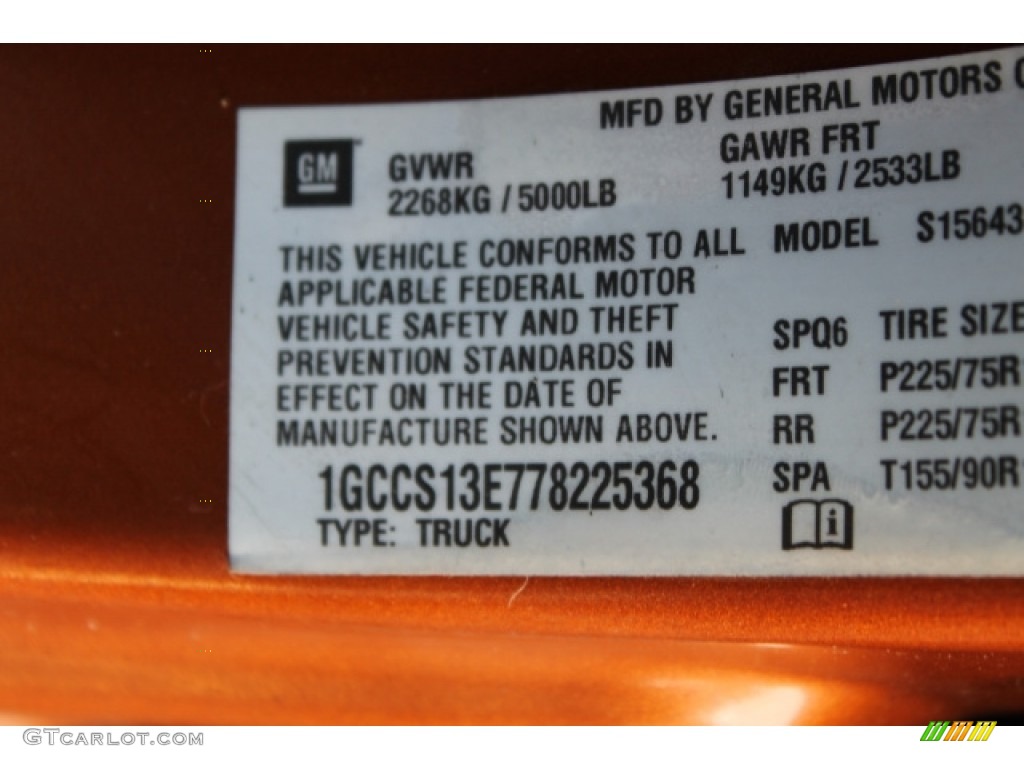 MFD BY GENERAL MOTORS
GM
GVWR
2268KG / 5000LB
GAWR FRT
1149KG / 2533LB
THIS VEHICLE CONFORMS TO ALL
APPLICABLE FEDERAL MOTOR
VEHICLE SAFETY AND THEFT
PREVENTION STANDARDS IN
EFFECT ON THE DATE OF
MANUFACTURE SHOWN ABOVE.
1GCCS13E778225368
TYPE: TRUCK
MODEL S15643
SPQ6 TIRE SIZE
FRT P225/75R
RR P225/75R
SPA T155/90R
i
GTcarlot.com